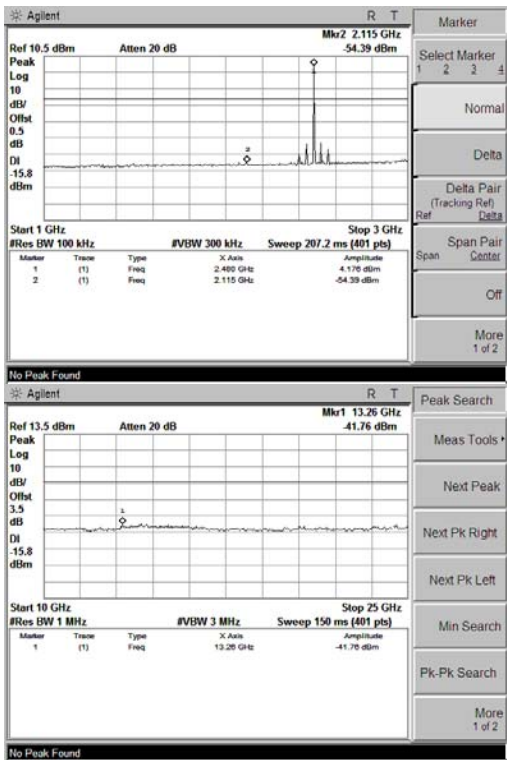 Agilent R T
Mkr2 2.115 GHz
Ref 10.5 dBm Atten 20 dB -54.39 dBm
Peak
Log
10
dB/
Offst
0.5
dB
DI
-15.8
dBm
1
2
Start 1 GHz Stop 3 GHz
#Res BW 100 kHz #VBW 300 kHz Sweep 207.2 ms (401 pts)
Marker Trace Type X Axis Amplitude
1 (1) Freq 2.480 GHz 4.176 dBm
2 (1) Freq 2.115 GHz -54.39 dBm
No Peak Found
Marker
Select Marker
1 2 3 4
Normal
Delta
Delta Pair
(Tracking Ref)
Ref Delta
Span Pair
Span Center
Off
More
1 of 2
Agilent R T
Mkr1 13.26 GHz
Ref 13.5 dBm Atten 20 dB -41.76 dBm
Peak
Log
10
dB/
Offst
3.5
dB
DI
-15.8
dBm
1
Start 10 GHz Stop 25 GHz
#Res BW 1 MHz #VBW 3 MHz Sweep 150 ms (401 pts)
Marker Trace Type X Axis Amplitude
1 (1) Freq 13.26 GHz -41.76 dBm
No Peak Found
Peak Search
Meas Tools
Next Peak
Next Pk Right
Next Pk Left
Min Search
Pk-Pk Search
More
1 of 2